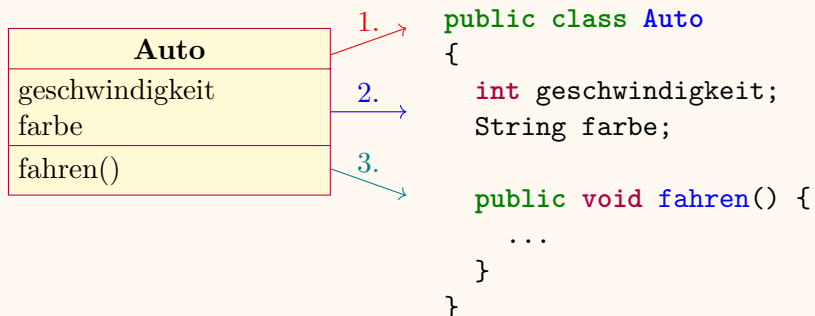 Auto
geschwindigkeit
farbe
fahren()
1.
2.
3.
public class Auto
{
  int geschwindigkeit;
  String farbe;

  public void fahren() {
    ...
  }
}